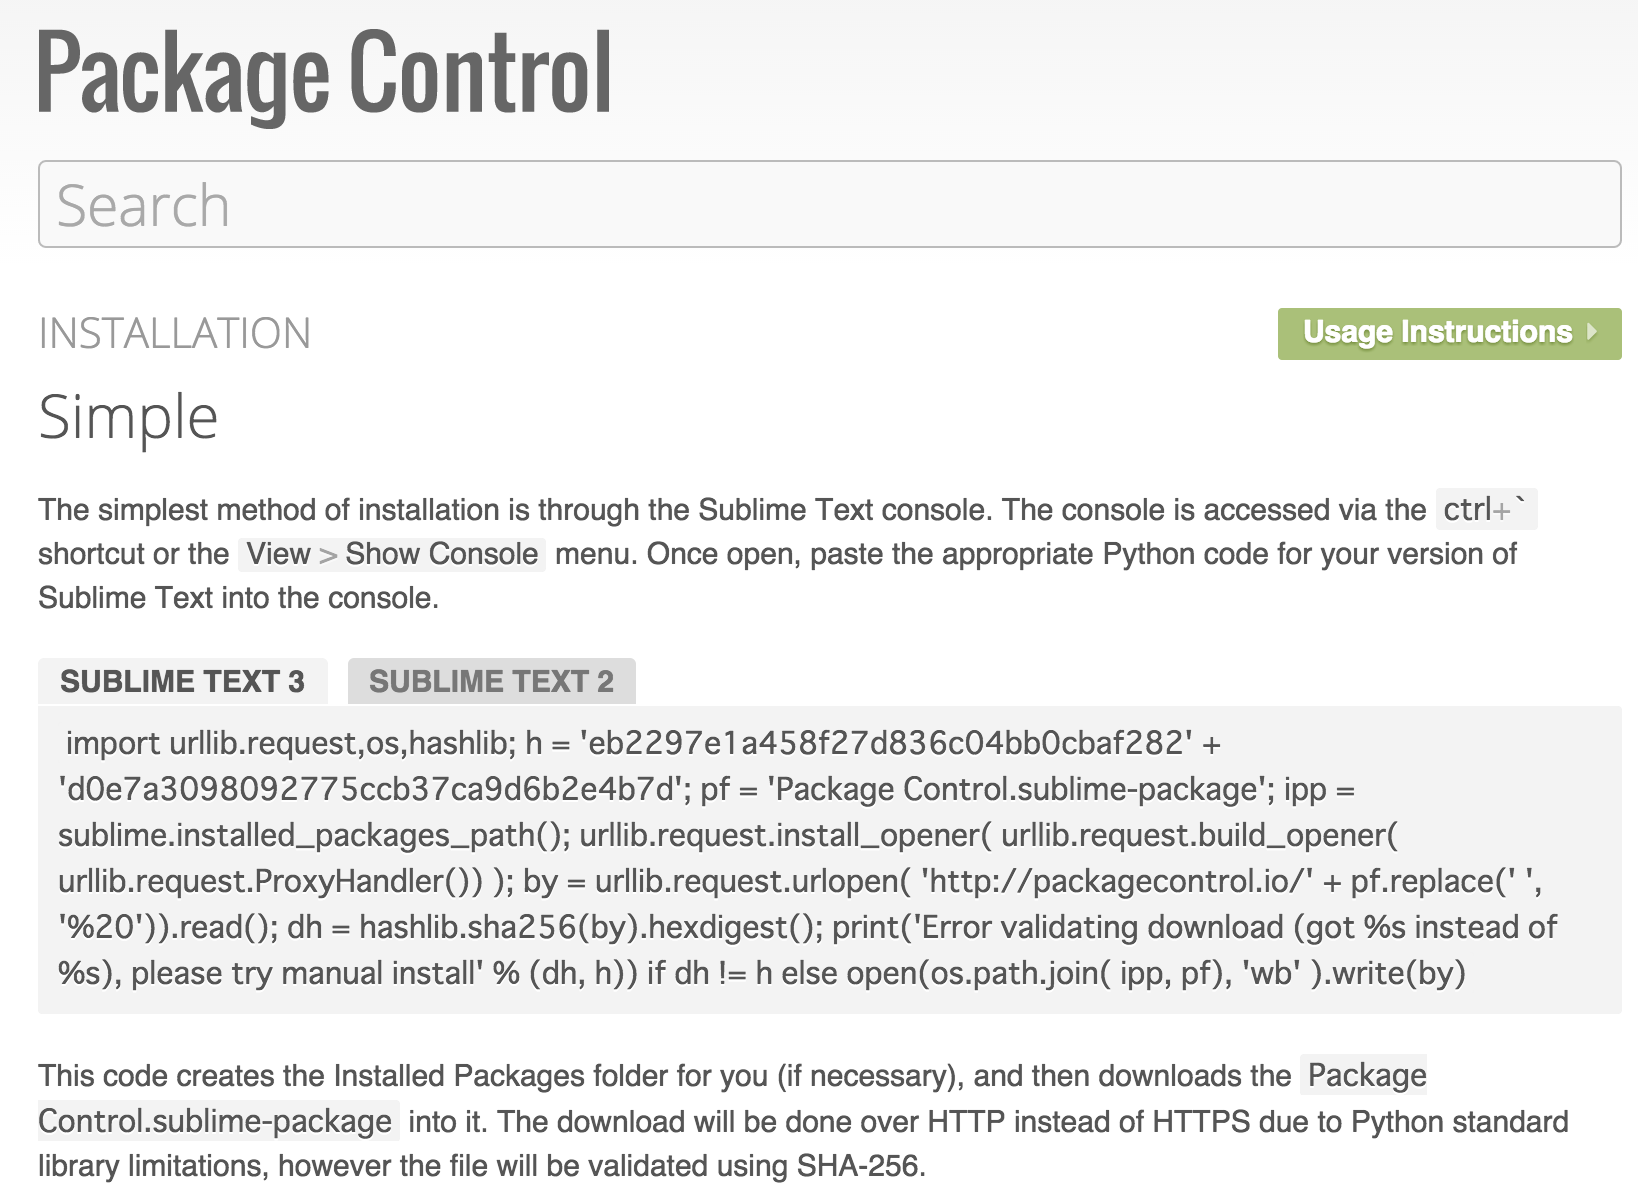 Package Control
Search
INSTALLATION
Usage Instructions
Simple
The simplest method of installation is through the Sublime Text console. The console is accessed via the ctrl+`
shortcut or the View > Show Console menu. Once open, paste the appropriate Python code for your version of
Sublime Text into the console.
SUBLIME TEXT 3 SUBLIME TEXT 2
import urllib.request,os,hashlib; h = 'eb2297e1a458f27d836c04bb0cbaf282' +
'd0e7a3098092775ccb37ca9d6b2e4b7d'; pf = 'Package Control.sublime-package'; ipp =
sublime.installed_packages_path(); urllib.request.install_opener( urllib.request.build_opener(
urllib.request.ProxyHandler()) ); by = urllib.request.urlopen( 'http://packagecontrol.io/' + pf.replace(' ',
'%20')).read(); dh = hashlib.sha256(by).hexdigest(); print('Error validating download (got %s instead of
%s), please try manual install' % (dh, h)) if dh != h else open(os.path.join( ipp, pf), 'wb' ).write(by)
This code creates the Installed Packages folder for you (if necessary), and then downloads the Package
Control.sublime-package into it. The download will be done over HTTP instead of HTTPS due to Python standard
library limitations, however the file will be validated using SHA-256.